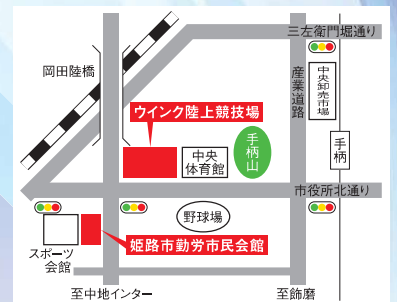 三左衛門堀通り
岡田陸橋
産業道路
中央卸売市場
ウインク陸上競技場
手柄山
中央
体育館
手柄
市役所北通り
野球場
スポーツ
会館
姫路市勤労市民会館
至中地インター
至飾磨